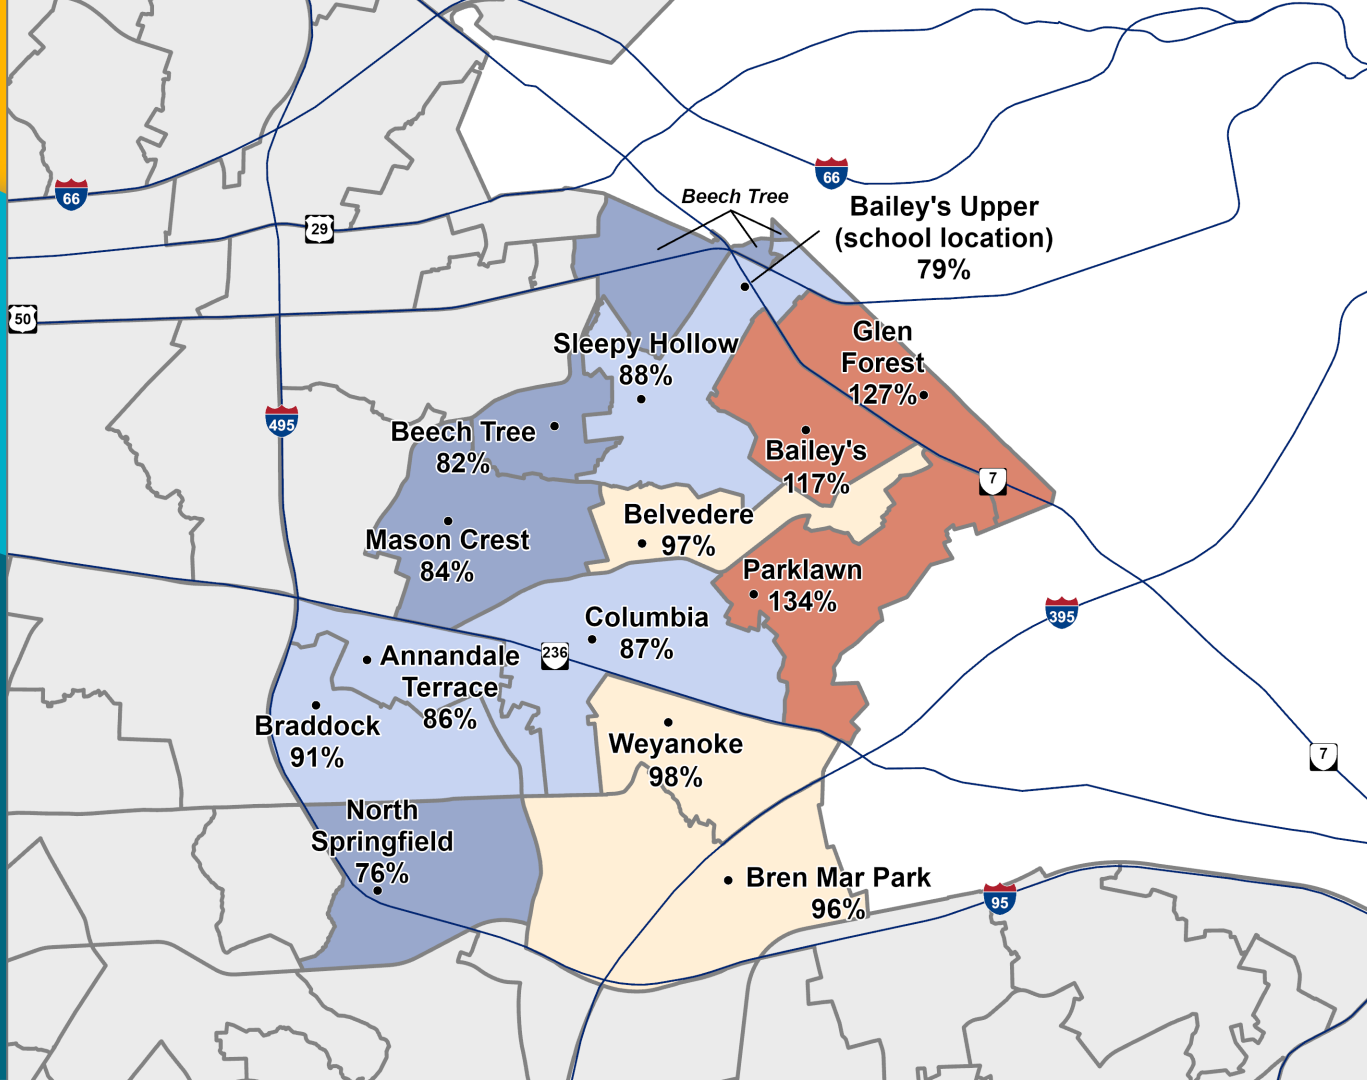 Beech Tree
66
66
Bailey's Upper
(school location)
79%
29
50
Glen
Forest
127%
Sleepy Hollow
88%
495
Beech Tree
82%
Bailey's
117%
7
Belvedere
97%
Mason Crest
84%
Parklawn
134%
395
Columbia
87%
236
Annandale
Terrace
86%
Braddock
91%
Weyanoke
98%
7
North
Springfield
76%
Bren Mar Park
96%
95